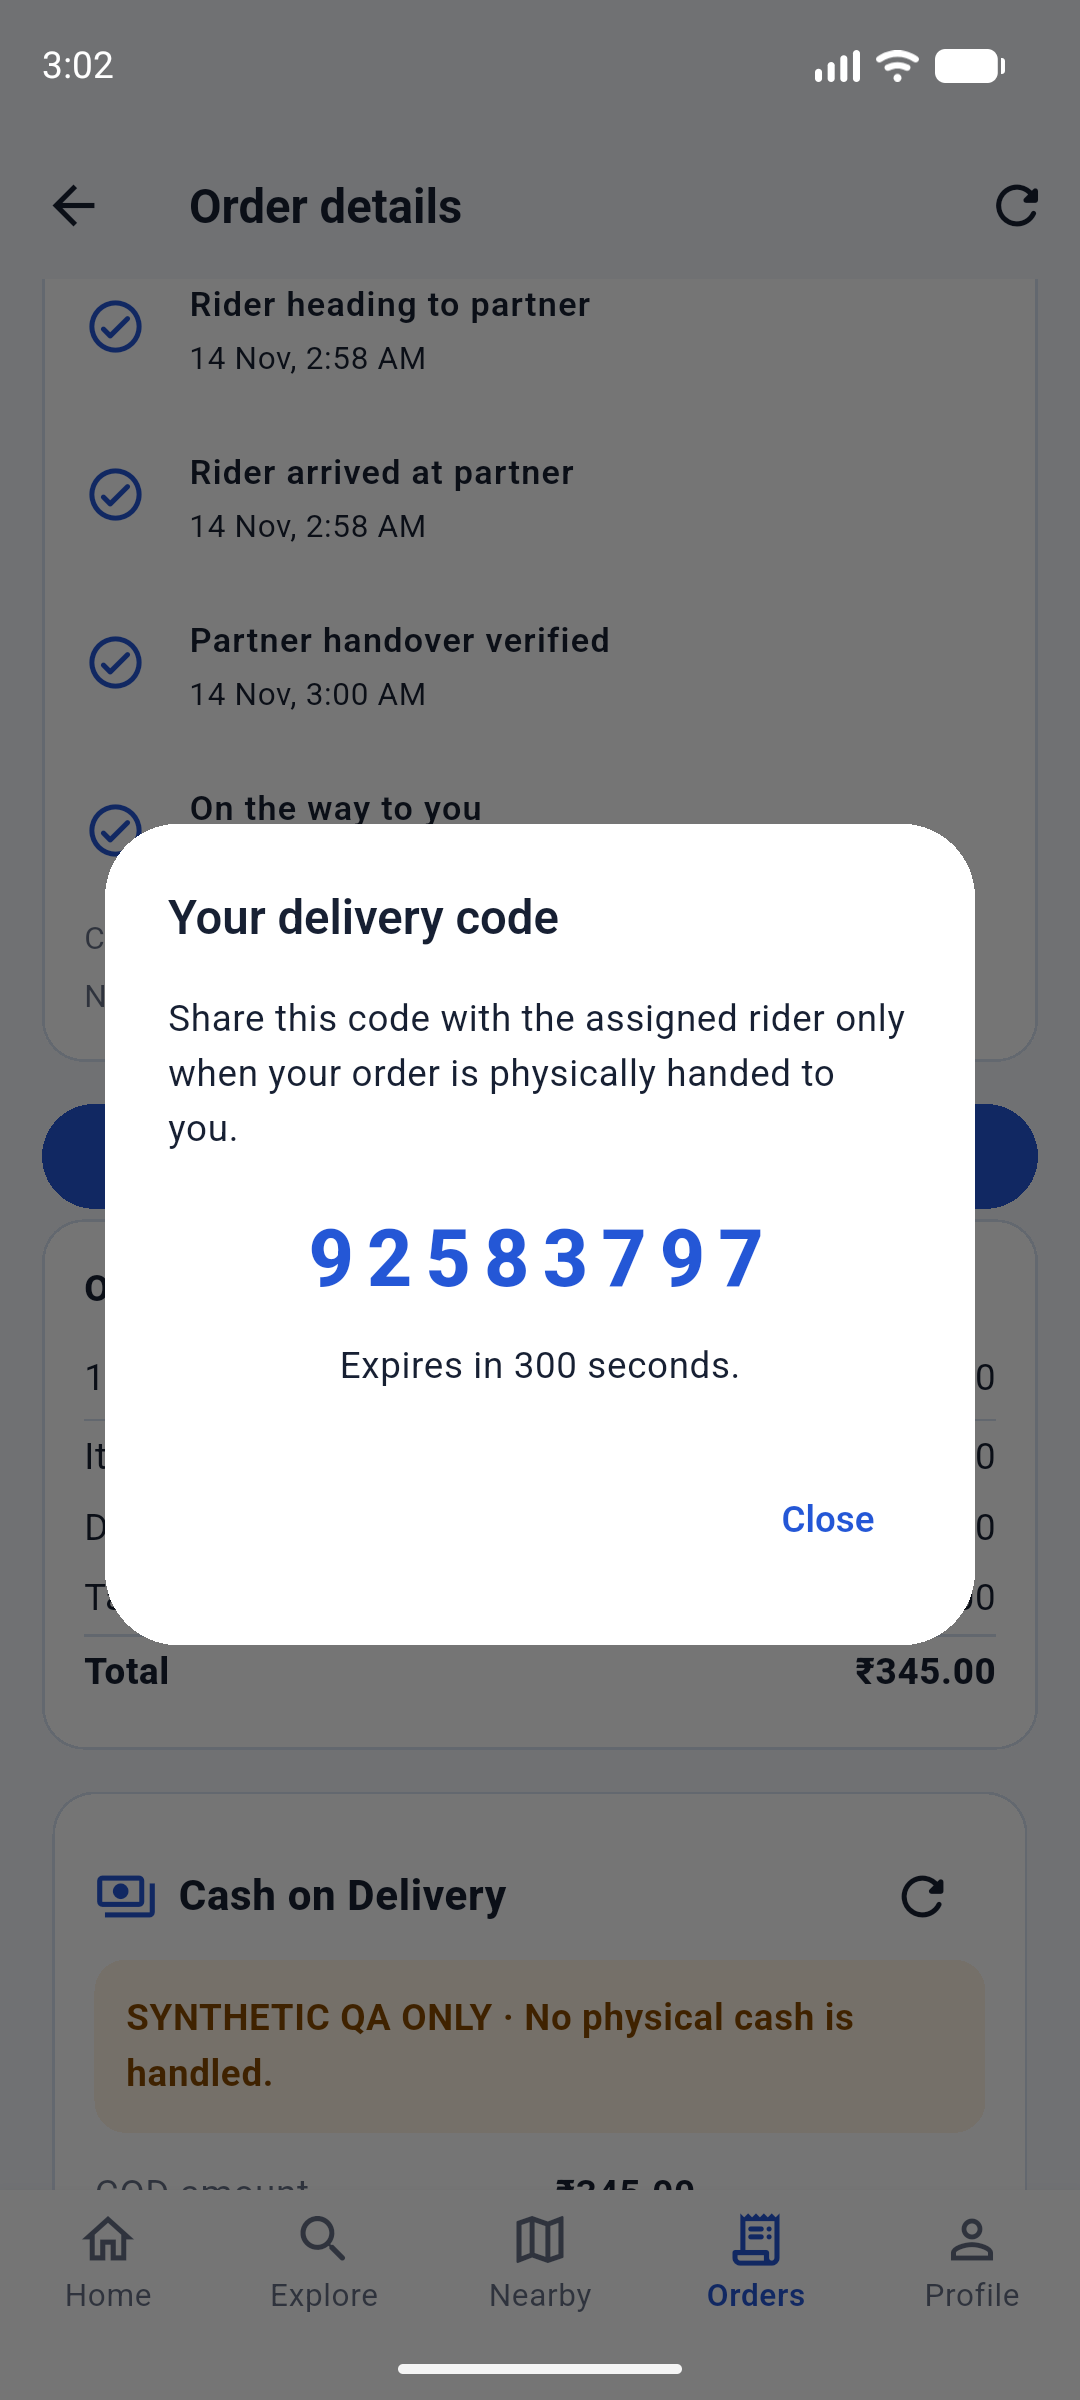 3:02
Order details
Rider heading to partner
14 Nov, 2:58 AM
Rider arrived at partner
14 Nov, 2:58 AM
Partner handover verified
14 Nov, 3:00 AM
On the way to you
Your delivery code
Share this code with the assigned rider only
when your order is physically handed to
you.
92583797
Expires in 300 seconds.
Close
Total ₹345.00
Cash on Delivery
SYNTHETIC QA ONLY · No physical cash is
handled.
COD amount ₹345.00
Home Explore Nearby Orders Profile